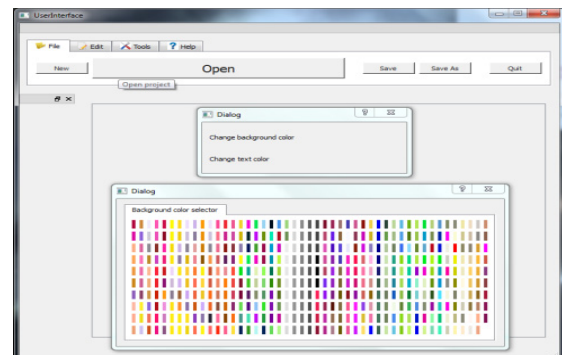 UserInterface
File Edit Tools Help
New Open Save Save As Quit
Open project
Dialog
Change background color
Change text color
Dialog
Background color selector